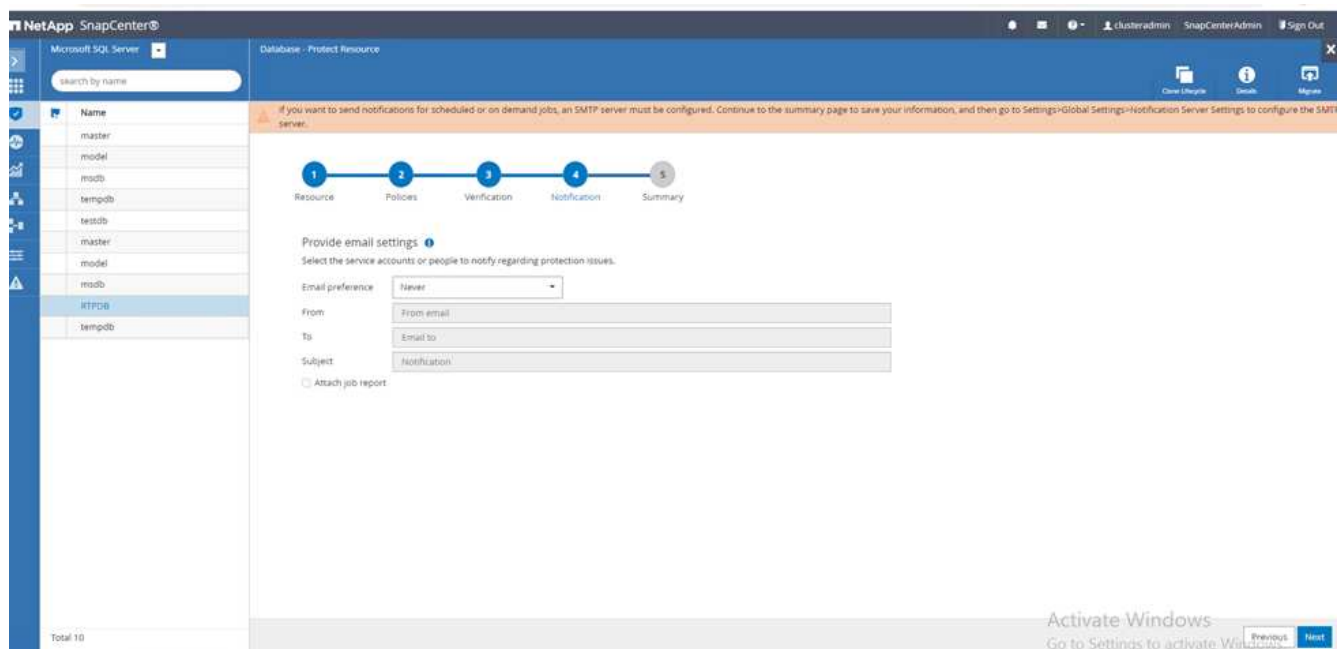 NetApp SnapCenter®
clusteradmin SnapCenterAdmin Sign Out
Microsoft SQL Server
Database - Protect Resource
search by name
Clone Lifecycle Details Migrate
Name
master
model
msdb
tempdb
testdb
master
model
msdb
RTPDB
tempdb
Total 10
If you want to send notifications for scheduled or on demand jobs, an SMTP server must be configured. Continue to the summary page to save your information, and then go to Settings>Global Settings>Notification Server Settings to configure the SMTP
server.
1 2 3 4 5
Resource Policies Verification Notification Summary
Provide email settings
Select the service accounts or people to notify regarding protection issues.
Email preference Never
From From email
To Email to
Subject Notification
Attach job report
Activate Windows
Go to Settings to activate Windows.
Previous Next